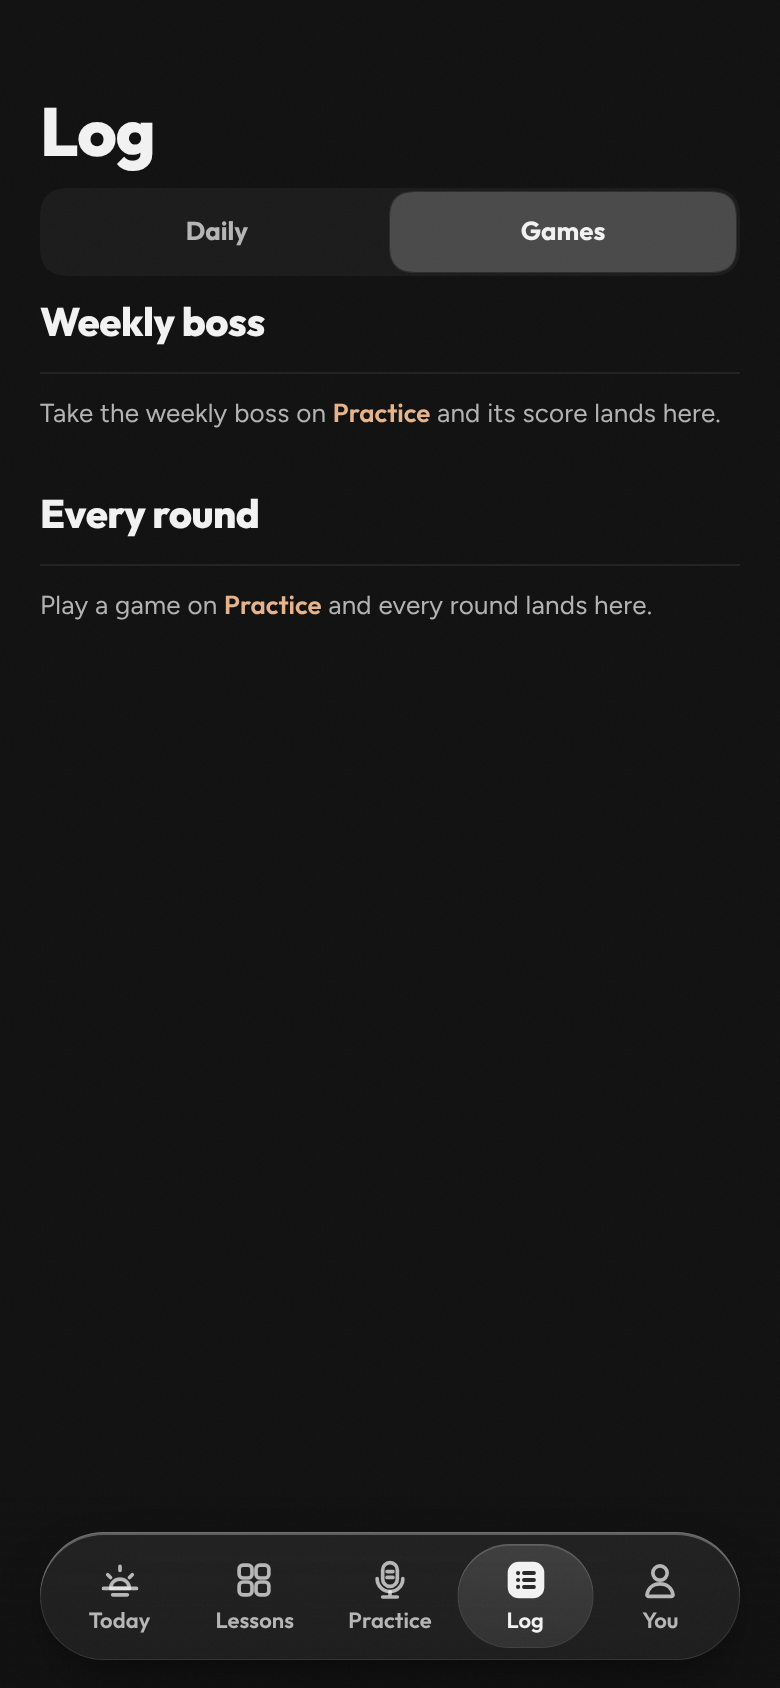 Log
Daily
Games
Weekly boss
Take the weekly boss on Practice and its score lands here.
Every round
Play a game on Practice and every round lands here.
Today
Lessons
Practice
Log
You